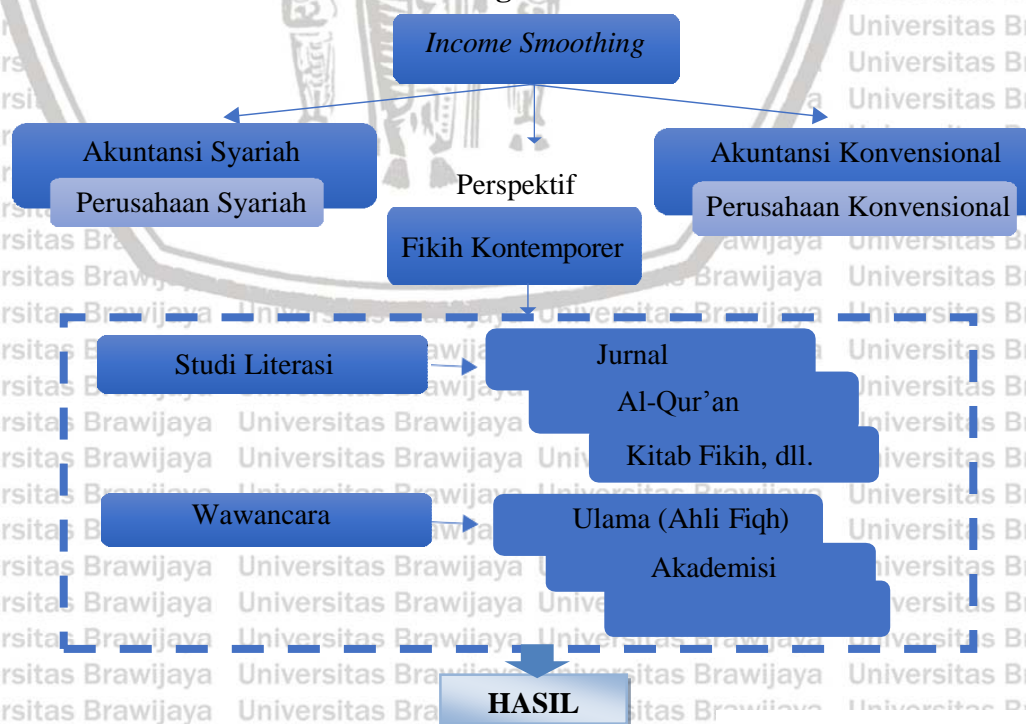 Income Smoothing
Akuntansi Syariah
Perusahaan Syariah
Akuntansi Konvensional
Perusahaan Konvensional
Perspektif
Fikih Kontemporer
Studi Literasi
Jurnal
Al-Qur’an
Kitab Fikih, dll.
Wawancara
Ulama (Ahli Fiqh)
Akademisi
HASIL